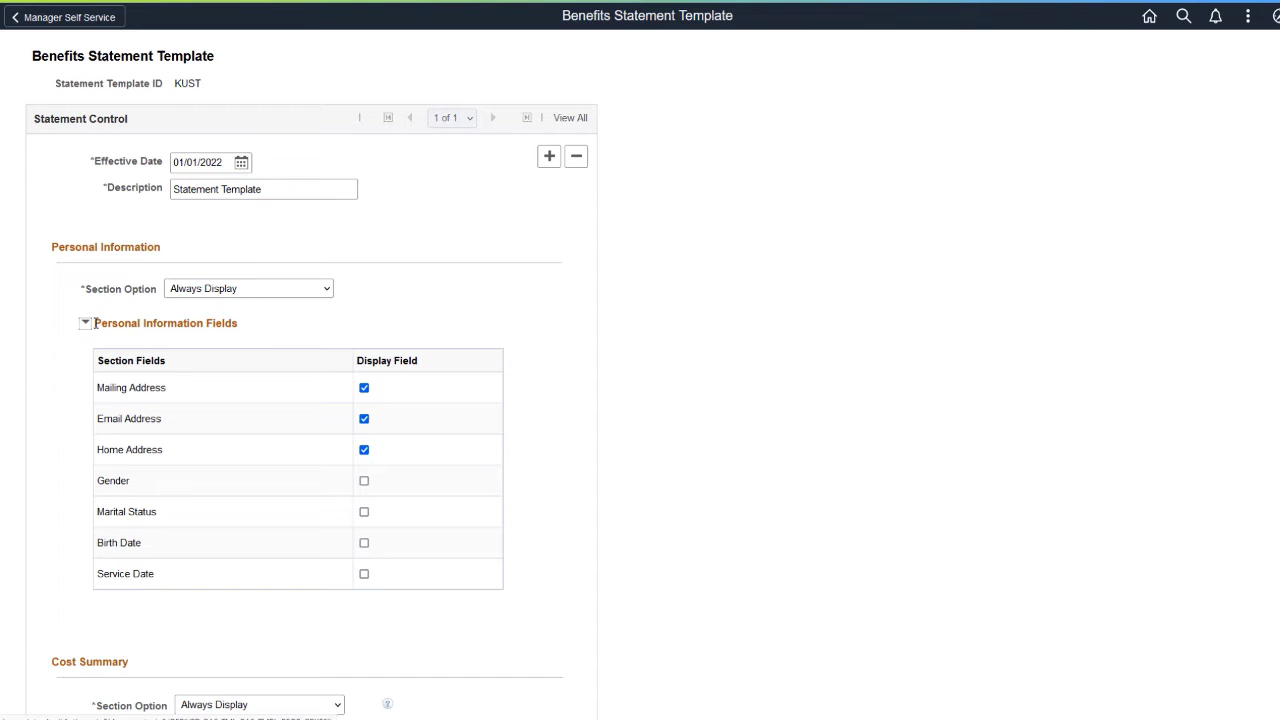 Manager Self Service
Benefits Statement Template
Benefits Statement Template
Statement Template ID KUST
Statement Control 1 of 1 View All
*Effective Date 01/01/2022
*Description Statement Template
Personal Information
*Section Option Always Display
Personal Information Fields
Section Fields Display Field
Mailing Address
Email Address
Home Address
Gender
Marital Status
Birth Date
Service Date
Cost Summary
*Section Option Always Display